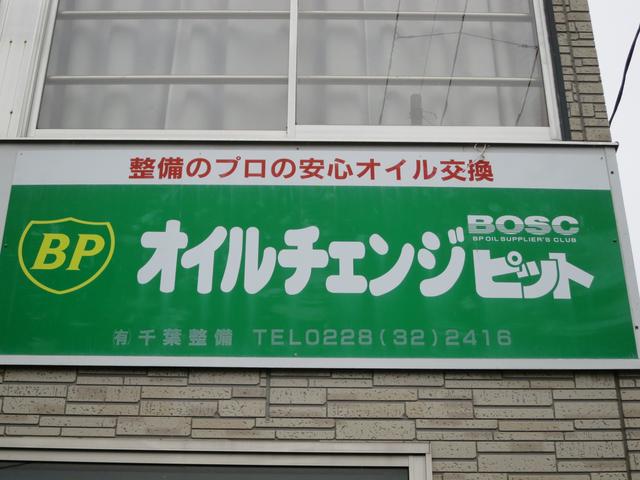 整備のプロの安心オイル交換
BP
オイルチェンジ
BOSC
BP OIL SUPPLIER'S CLUB
ピット
㈲ 千葉整備 TEL0228(32)2416